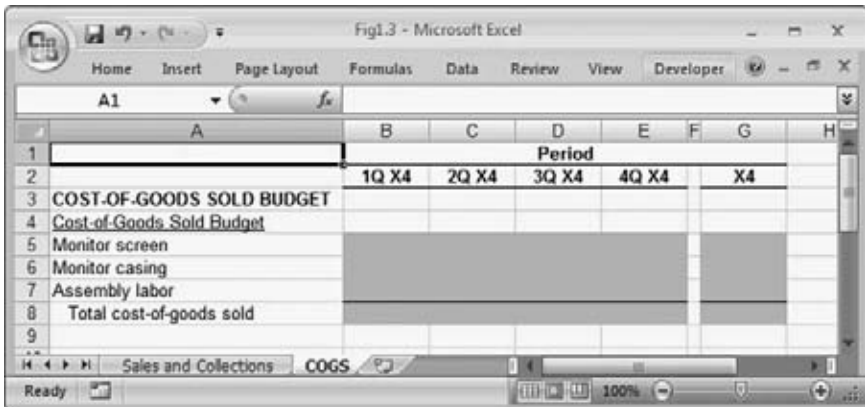 Fig1.3 - Microsoft Excel
Home Insert Page Layout Formulas Data Review View Developer
A1 fx
A B C D E F G H
1 Period
2 1Q X4 2Q X4 3Q X4 4Q X4 X4
3 COST-OF-GOODS SOLD BUDGET
4 Cost-of-Goods Sold Budget
5 Monitor screen
6 Monitor casing
7 Assembly labor
8 Total cost-of-goods sold
9
Sales and Collections COGS
Ready 100%